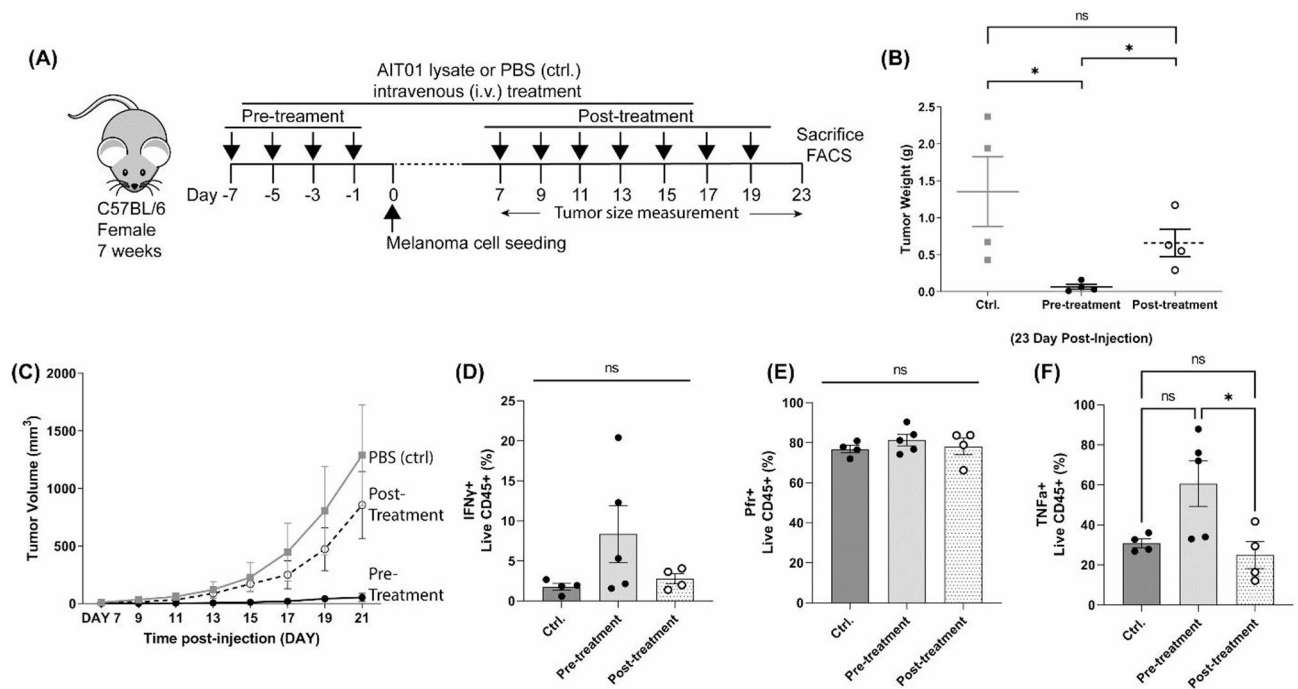 (A)
AIT01 lysate or PBS (ctrl.)
intravenous (i.v.) treatment
Pre-treament
Post-treatment
Sacrifice
FACS
Day -7 -5 -3 -1 0 7 9 11 13 15 17 19 23
Tumor size measurement
Melanoma cell seeding
C57BL/6
Female
7 weeks
(B)
ns
*
*
Tumor Weight (g)
2.5
2.0
1.5
1.0
0.5
0.0
Ctrl. Pre-treatment Post-treatment
(23 Day Post-Injection)
(C)
Tumor Volume (mm³)
2000
1500
1000
500
0
PBS (ctrl)
Post-
Treatment
Pre-
Treatment
DAY 7 9 11 13 15 17 19 21
Time post-injection (DAY)
(D)
ns
IFNγ+
Live CD45+ (%)
25
20
15
10
5
0
Ctrl.
Pre-treatment
Post-treatment
(E)
ns
Pfr+
Live CD45+ (%)
100
80
60
40
20
0
Ctrl.
Pre-treatment
Post-treatment
(F)
ns
ns
*
TNFa+
Live CD45+ (%)
100
80
60
40
20
0
Ctrl.
Pre-treatment
Post-treatment